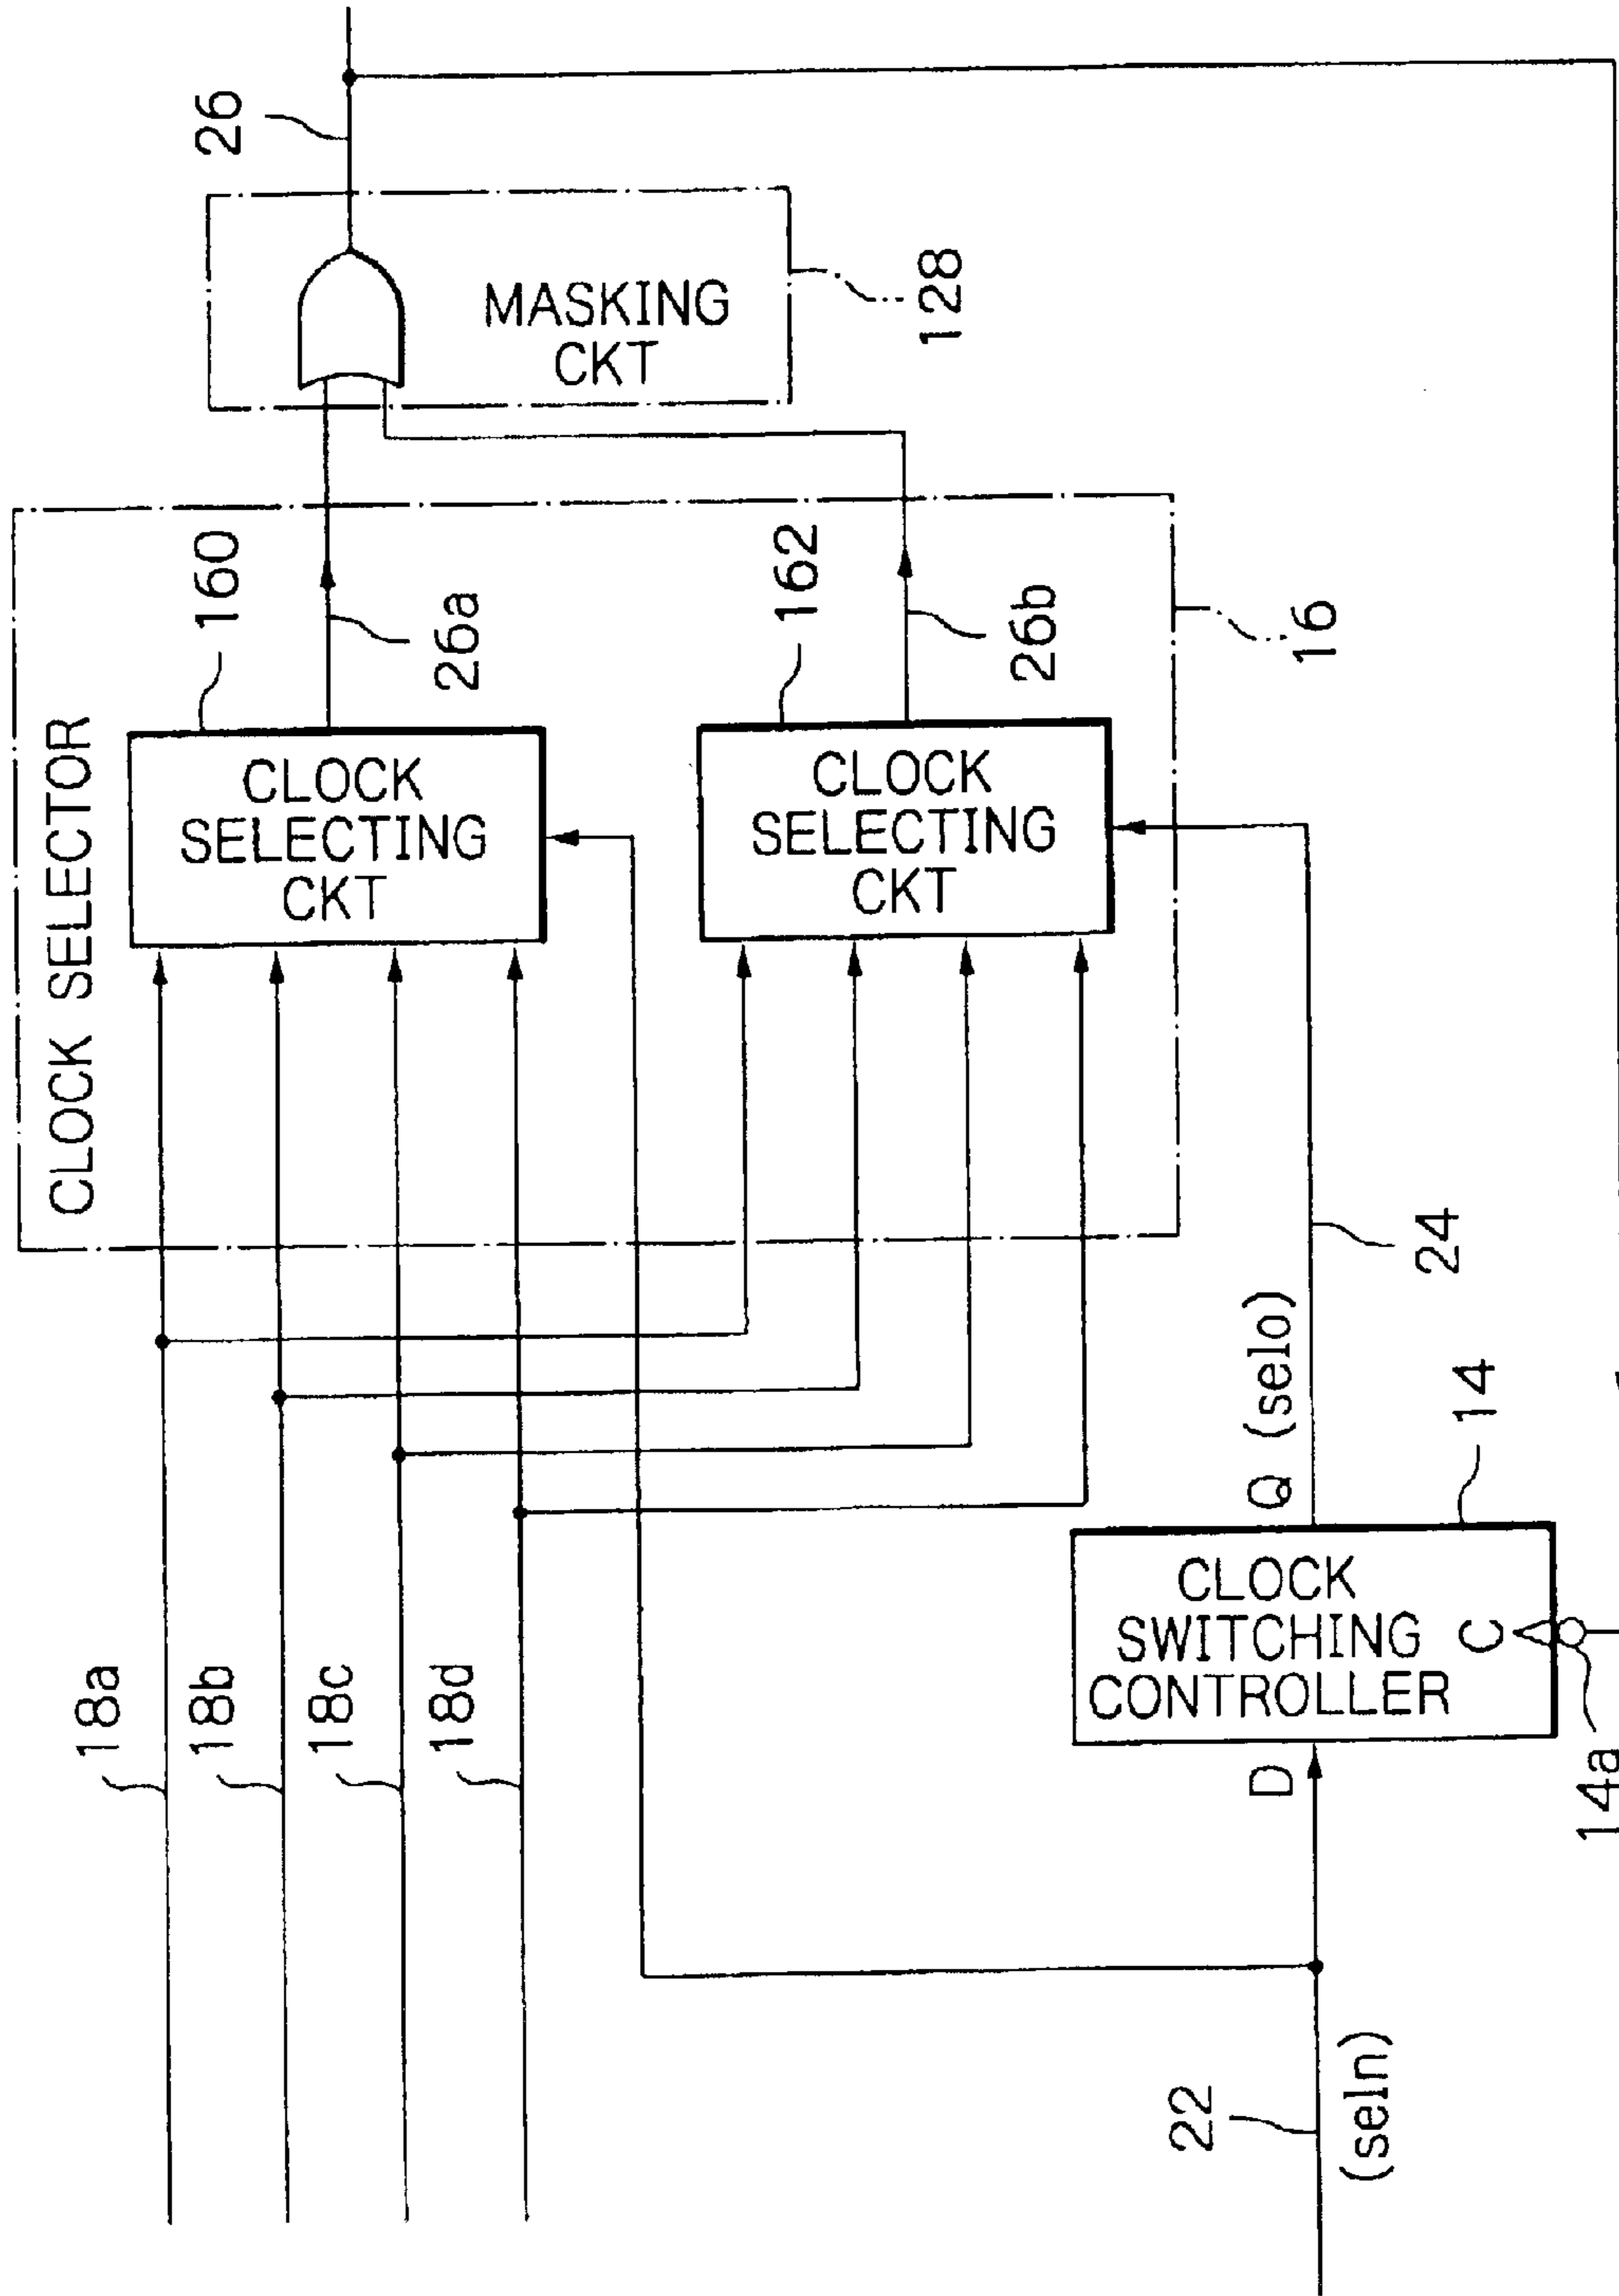 CLOCK SELECTOR
18a
18b
18c
18d
160
CLOCK
SELECTING
CKT
26a
162
CLOCK
SELECTING
CKT
26b
16
26
MASKING
CKT
128
22
(seln)
D
CLOCK
SWITCHING
CONTROLLER
C
14a
14
Q (selo)
24